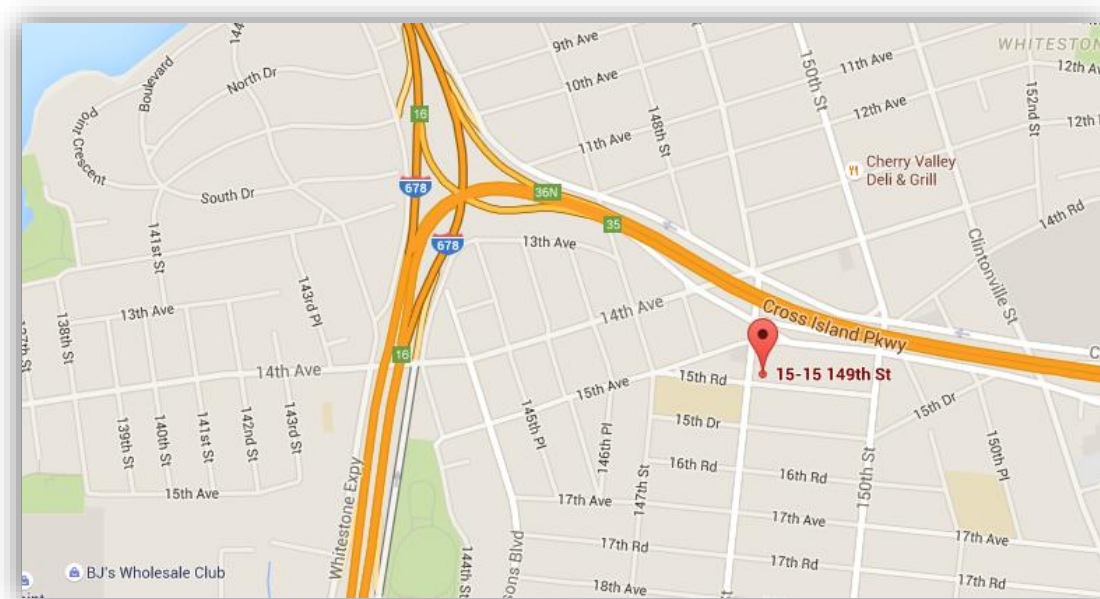 144
9th Ave
WHITESTON
10th Ave
11th Ave
12th Ave
150th St
Boulevard
North Dr
148th St
152nd St
12th Ave
12th R
16
11th Ave
Point
Crescent
Cherry Valley
Deli & Grill
South Dr
678
36N
14th Rd
35
678
13th Ave
141st St
Clintonville St
143rd Pl
13th Ave
14th Ave
Cross Island Pkwy
138th St
137th St
16
C
14th Ave
15th Ave
15th Rd
15-15 149th St
15th Dr
15th Dr
139th St
140th St
141st St
142nd St
143rd St
145th Pl
146th Pl
147th St
150th St
150th Pl
16th Rd
16th Rd
15th Ave
Whitestone Expy
17th Ave
17th Ave
17th Ave
17th Rd
17th Rd
17th Rd
BJ's Wholesale Club
144th St
sons Blvd
18th Ave